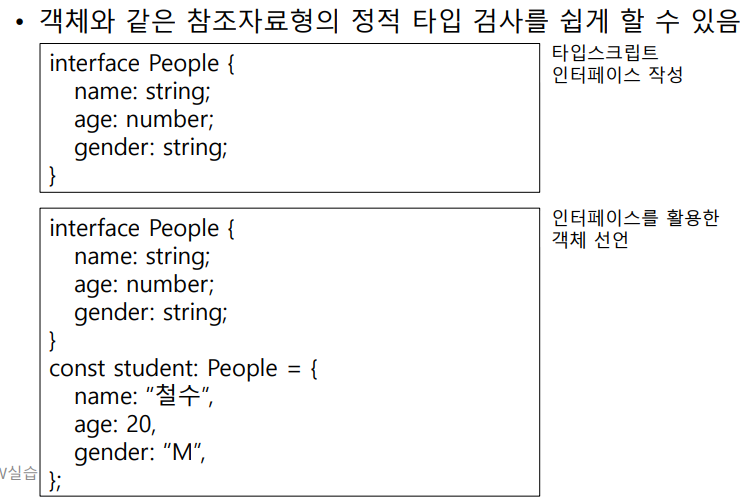 • 객체와 같은 참조자료형의 정적 타입 검사를 쉽게 할 수 있음
interface People {
name: string;
age: number;
gender: string;
}
타입스크립트
인터페이스 작성
interface People {
name: string;
age: number;
gender: string;
}
const student: People = {
name: “철수”,
age: 20,
gender: “M”,
};
인터페이스를 활용한
객체 선언
실습